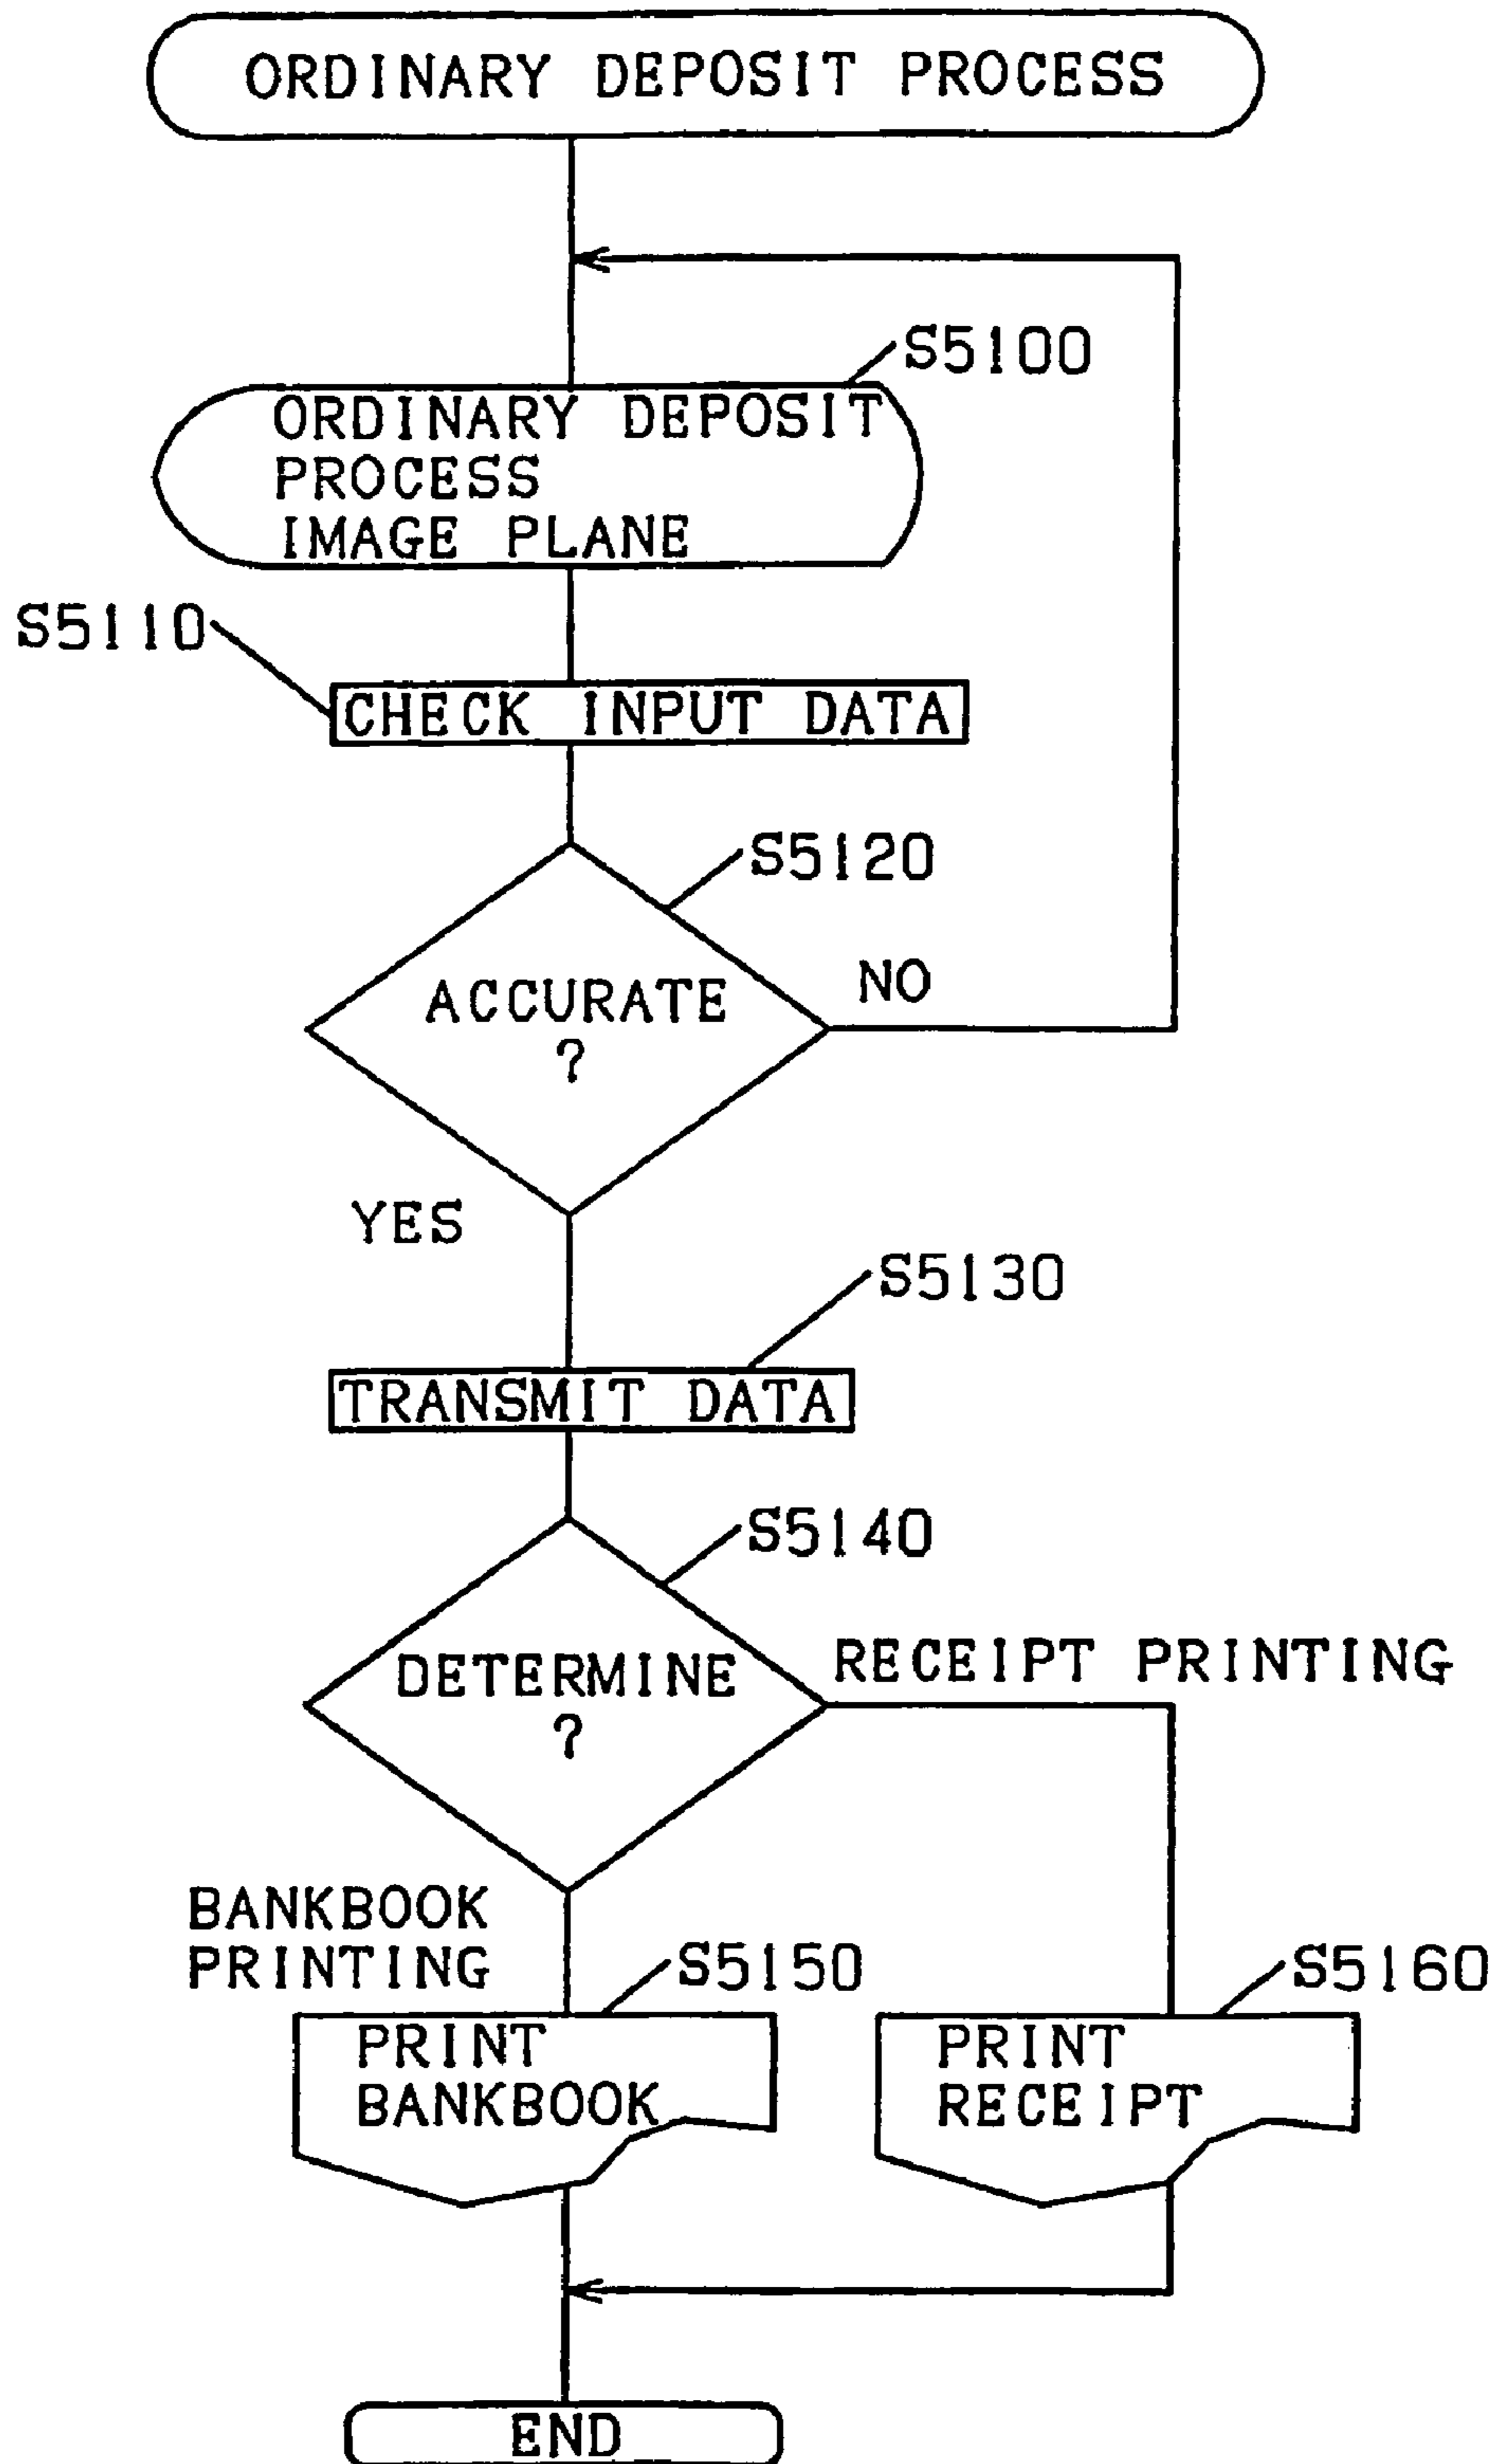 ORDINARY DEPOSIT PROCESS
S5100
ORDINARY DEPOSIT
PROCESS
IMAGE PLANE
S5110
CHECK INPUT DATA
S5120
ACCURATE
?
NO
YES
S5130
TRANSMIT DATA
S5140
DETERMINE
?
RECEIPT PRINTING
BANKBOOK
PRINTING
S5150
PRINT
BANKBOOK
S5160
PRINT
RECEIPT
END